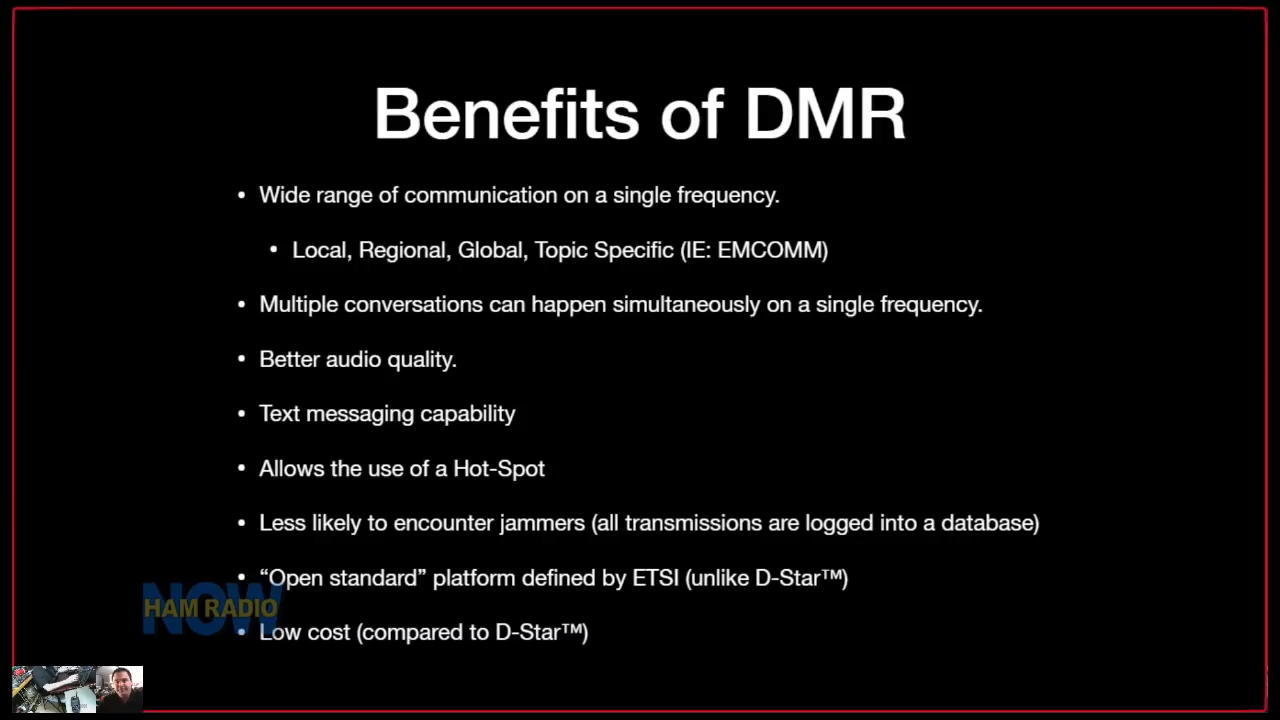 Benefits of DMR
• Wide range of communication on a single frequency.
• Local, Regional, Global, Topic Specific (IE: EMCOMM)
• Multiple conversations can happen simultaneously on a single frequency.
• Better audio quality.
• Text messaging capability
• Allows the use of a Hot-Spot
• Less likely to encounter jammers (all transmissions are logged into a database)
• “Open standard” platform defined by ETSI (unlike D-Star™)
NOW
HAM RADIO
• Low cost (compared to D-Star™)